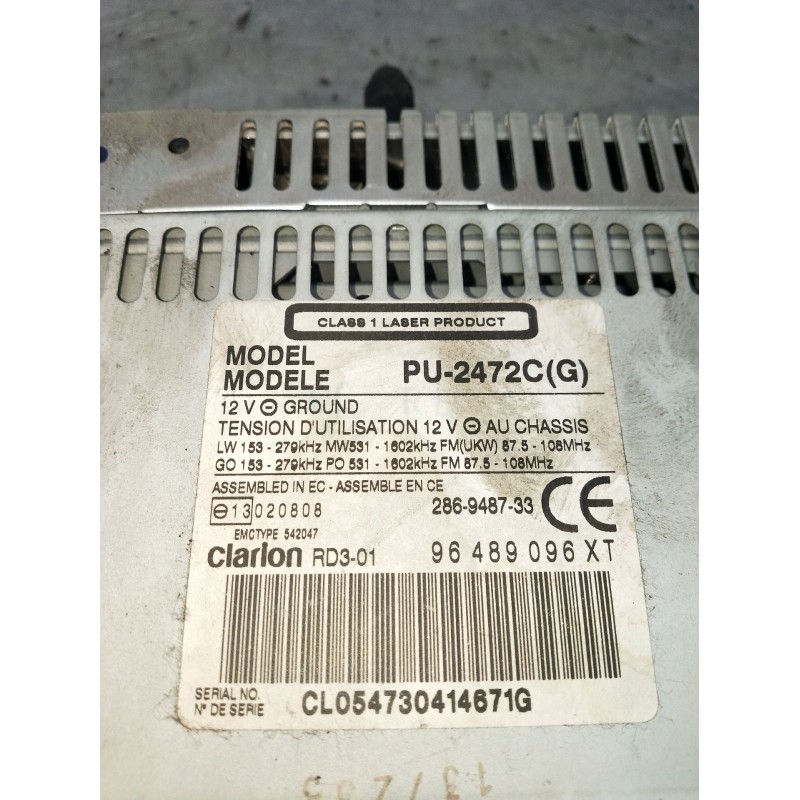 CLASS 1 LASER PRODUCT
MODEL
MODELE
PU-2472C(G)
12 V ⊖ GROUND
TENSION D'UTILISATION 12 V ⊖ AU CHASSIS
LW 153 - 279kHz MW531 - 1602kHz FM(UKW) 87.5 - 108MHz
GO 153 - 279kHz PO 531 - 1602kHz FM 87.5 - 108MHz
ASSEMBLED IN EC - ASSEMBLE EN CE
⊖13 020808
286-9487-33
CE
EMCTYPE 542047
clarion RD3-01
96 489 096 XT
SERIAL NO.
N° DE SERIE
CL054730414671G